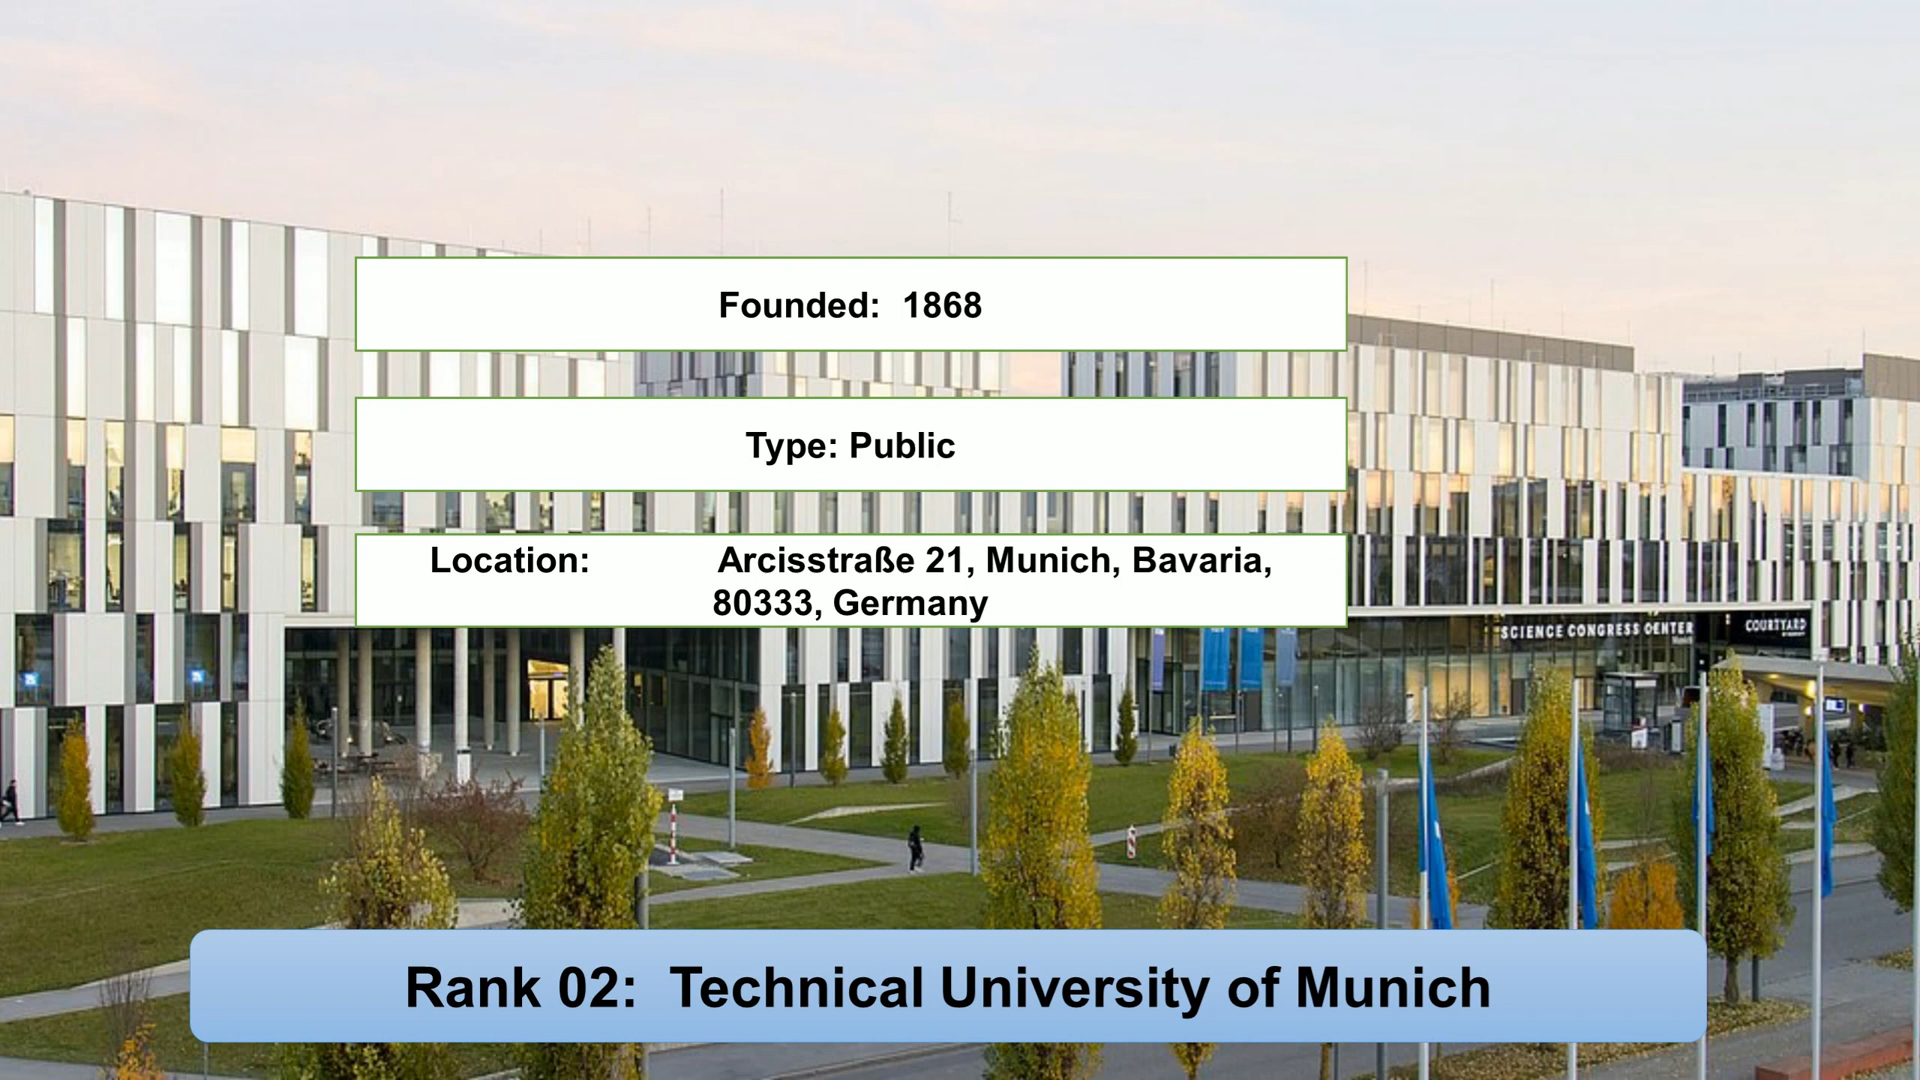 Founded: 1868
Type: Public
Location: Arcisstraße 21, Munich, Bavaria,
80333, Germany
SCIENCE CONGRESS CENTER
COURTYARD
Rank 02: Technical University of Munich